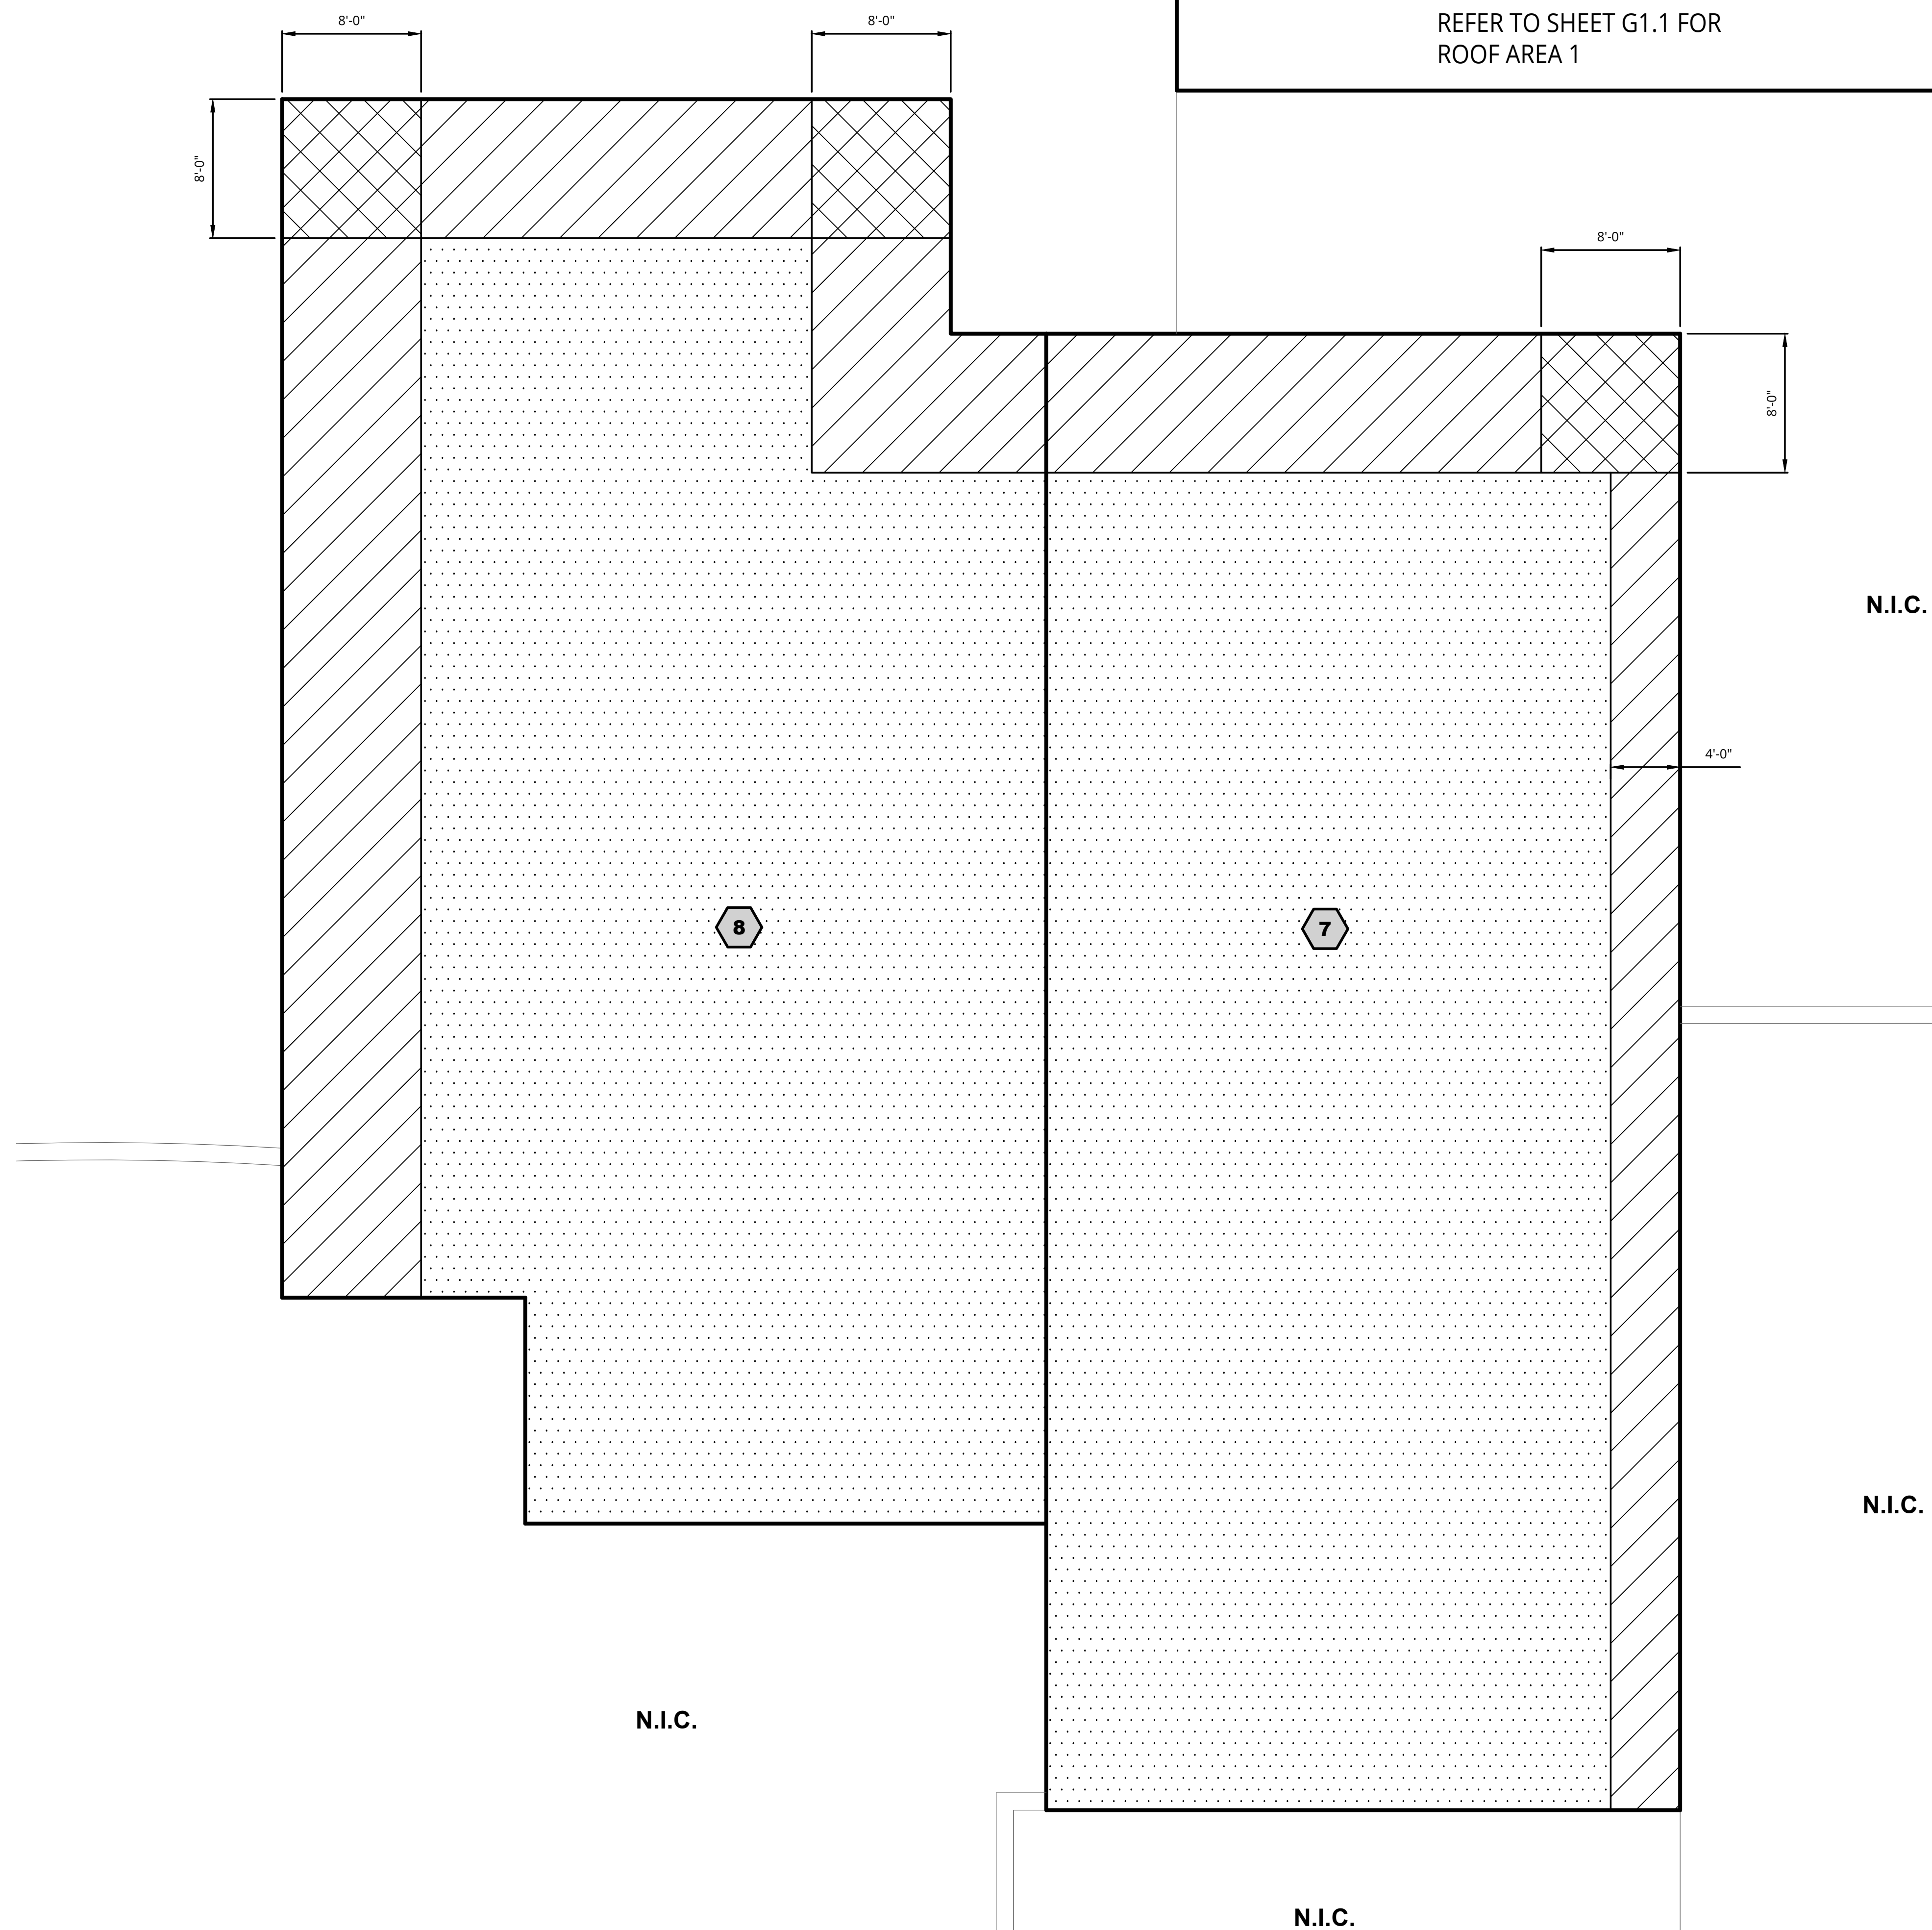 8'-0"
8'-0"
REFER TO SHEET G1.1 FOR
ROOF AREA 1
8'-0"
8'-0"
8'-0"
N.I.C.
4'-0"
8
7
N.I.C.
N.I.C.
N.I.C.